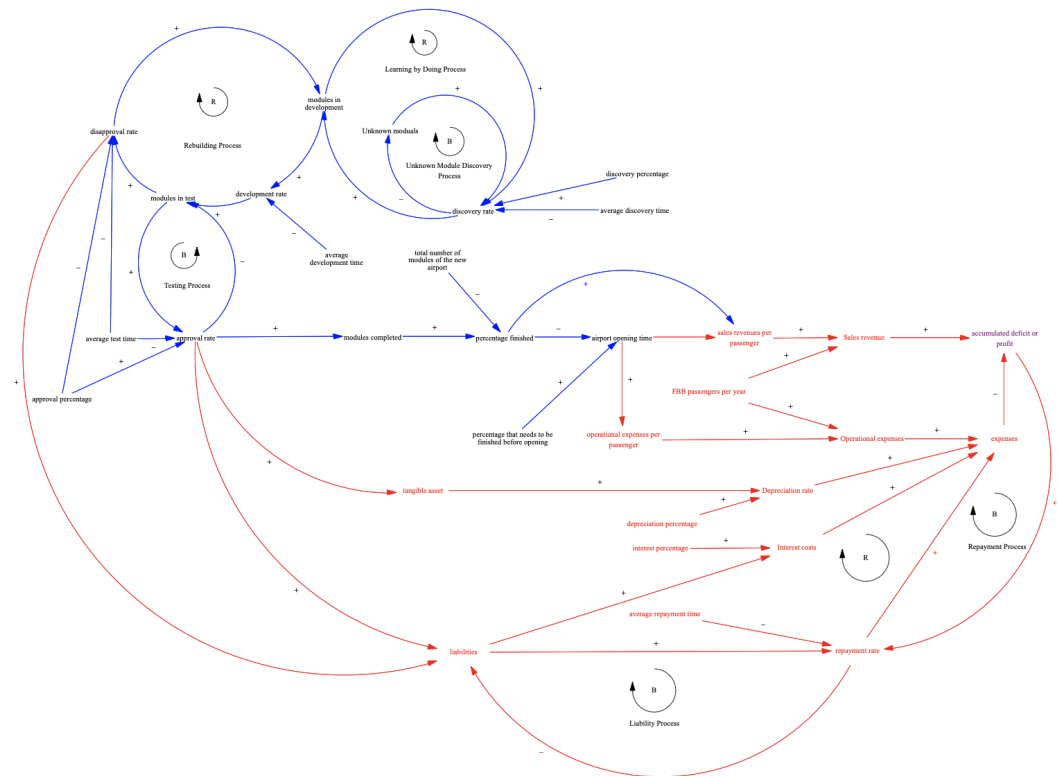 +
R
Learning by Doing Process
+
+
R
modules in
development
Unknown moduals
disapproval rate
B
Rebuilding Process
Unknown Module Discovery
Process
discovery percentage
+
+
development rate
+
+
modules in test
−
+
discovery rate
average discovery time
−
+
−
−
−
average
development time
total number of
modules of the new
airport
B
−
+
Testing Process
+
−
sales revenues per
passenger
+
Sales revenue
+
accumulated deficit or
profit
average test time
+
−
approval rate
+
modules completed
+
percentage finished
−
airport opening time
+
+
−
+
+
FBB passengers per year
−
approval percentage
+
+
percentage that needs to be
finished before opening
operational expenses per
passenger
+
Operational expenses
+
expenses
+
+
tangible asset
+
Depreciation rate
+
+
depreciation percentage
B
Repayment Process
interest percentage
+
Interest costs
R
+
+
+
average repayment time
−
liabilities
+
repayment rate
B
Liability Process
−